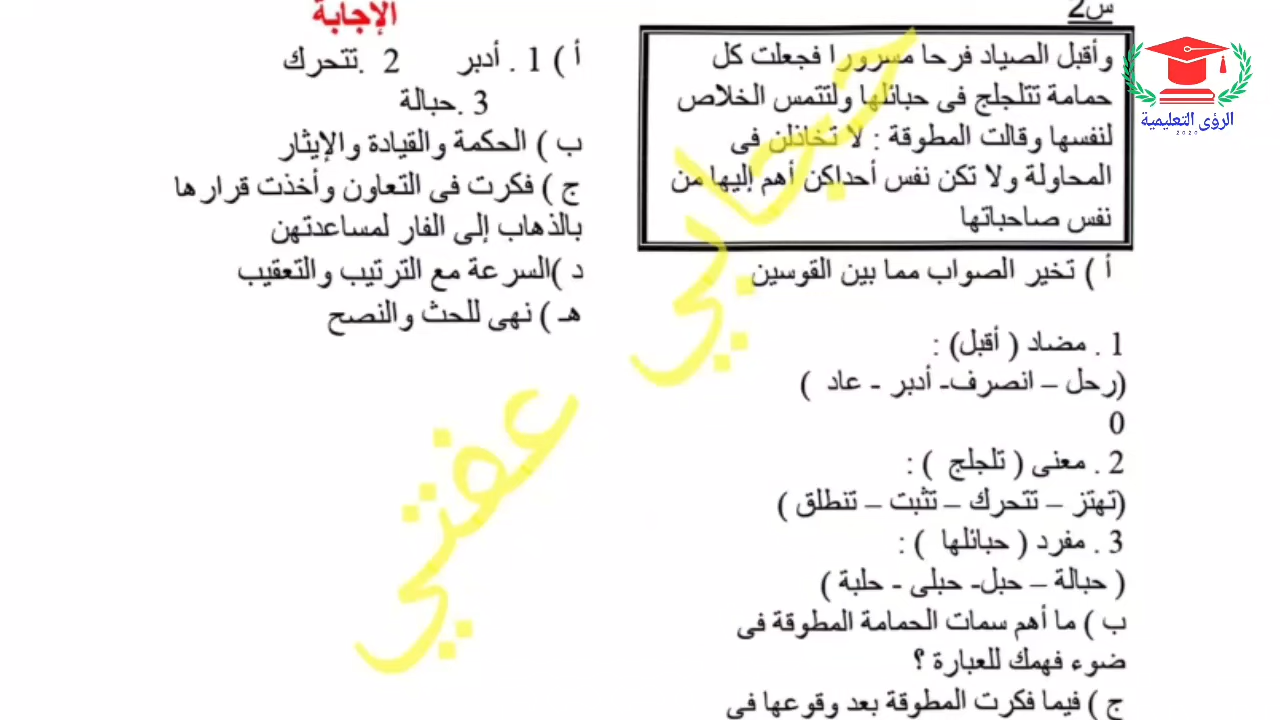 س2
وأقبل الصياد فرحا مسرورا فجعلت كل
حمامة تتلجلج فى حبائلها ولتتمس الخلاص
لنفسها وقالت المطوقة : لا تخاذلن فى
المحاولة ولا تكن نفس أحداكن أهم إليها من
نفس صاحباتها
أ ) تخير الصواب مما بين القوسين
1 . مضاد ( أقبل) :
(رحل – انصرف- أدبر - عاد )
0
2 . معنى ( تلجلج ) :
(تهتز – تتحرك – تثبت – تنطلق )
3 . مفرد ( حبائلها ) :
( حبالة – حبل- حبلى - حلبة )
ب ) ما أهم سمات الحمامة المطوقة فى
ضوء فهمك للعبارة ؟
ج ) فيما فكرت المطوقة بعد وقوعها فى
الإجابة
أ ) 1 . أدبر 2 .تتحرك
3 .حبالة
ب ) الحكمة والقيادة والإيثار
ج ) فكرت فى التعاون وأخذت قرارها
بالذهاب إلى الفار لمساعدتهن
د )السرعة مع الترتيب والتعقيب
هـ ) نهى للحث والنصح
الرؤى التعليمية
2020
حجابي عفتي